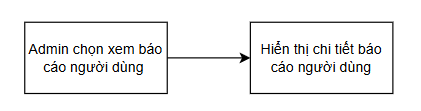 Admin chọn xem báo
cáo người dùng
Hiển thị chi tiết báo
cáo người dùng